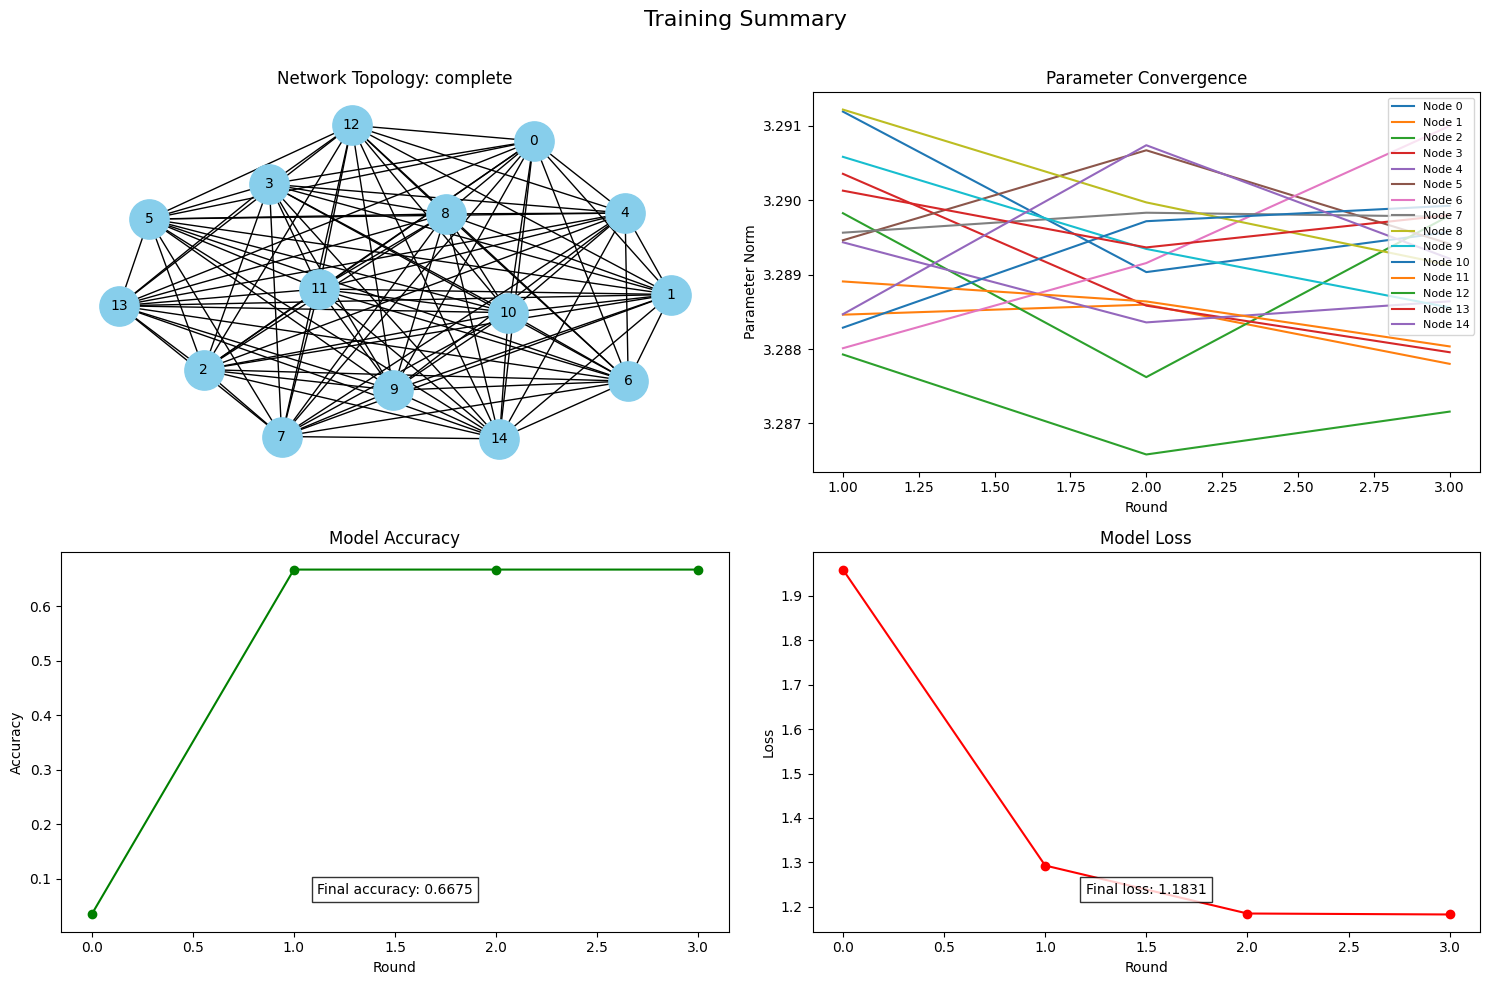 Training Summary
Network Topology: complete
12
0
3
8
4
5
11
1
13
10
2
9
6
7
14
Parameter Convergence
Parameter Norm
3.291
3.290
3.289
3.288
3.287
1.00 1.25 1.50 1.75 2.00 2.25 2.50 2.75 3.00
Round
Node 0
Node 1
Node 2
Node 3
Node 4
Node 5
Node 6
Node 7
Node 8
Node 9
Node 10
Node 11
Node 12
Node 13
Node 14
Model Accuracy
Accuracy
0.6
0.5
0.4
0.3
0.2
0.1
Final accuracy: 0.6675
0.0 0.5 1.0 1.5 2.0 2.5 3.0
Round
Model Loss
Loss
1.9
1.8
1.7
1.6
1.5
1.4
1.3
1.2
Final loss: 1.1831
0.0 0.5 1.0 1.5 2.0 2.5 3.0
Round